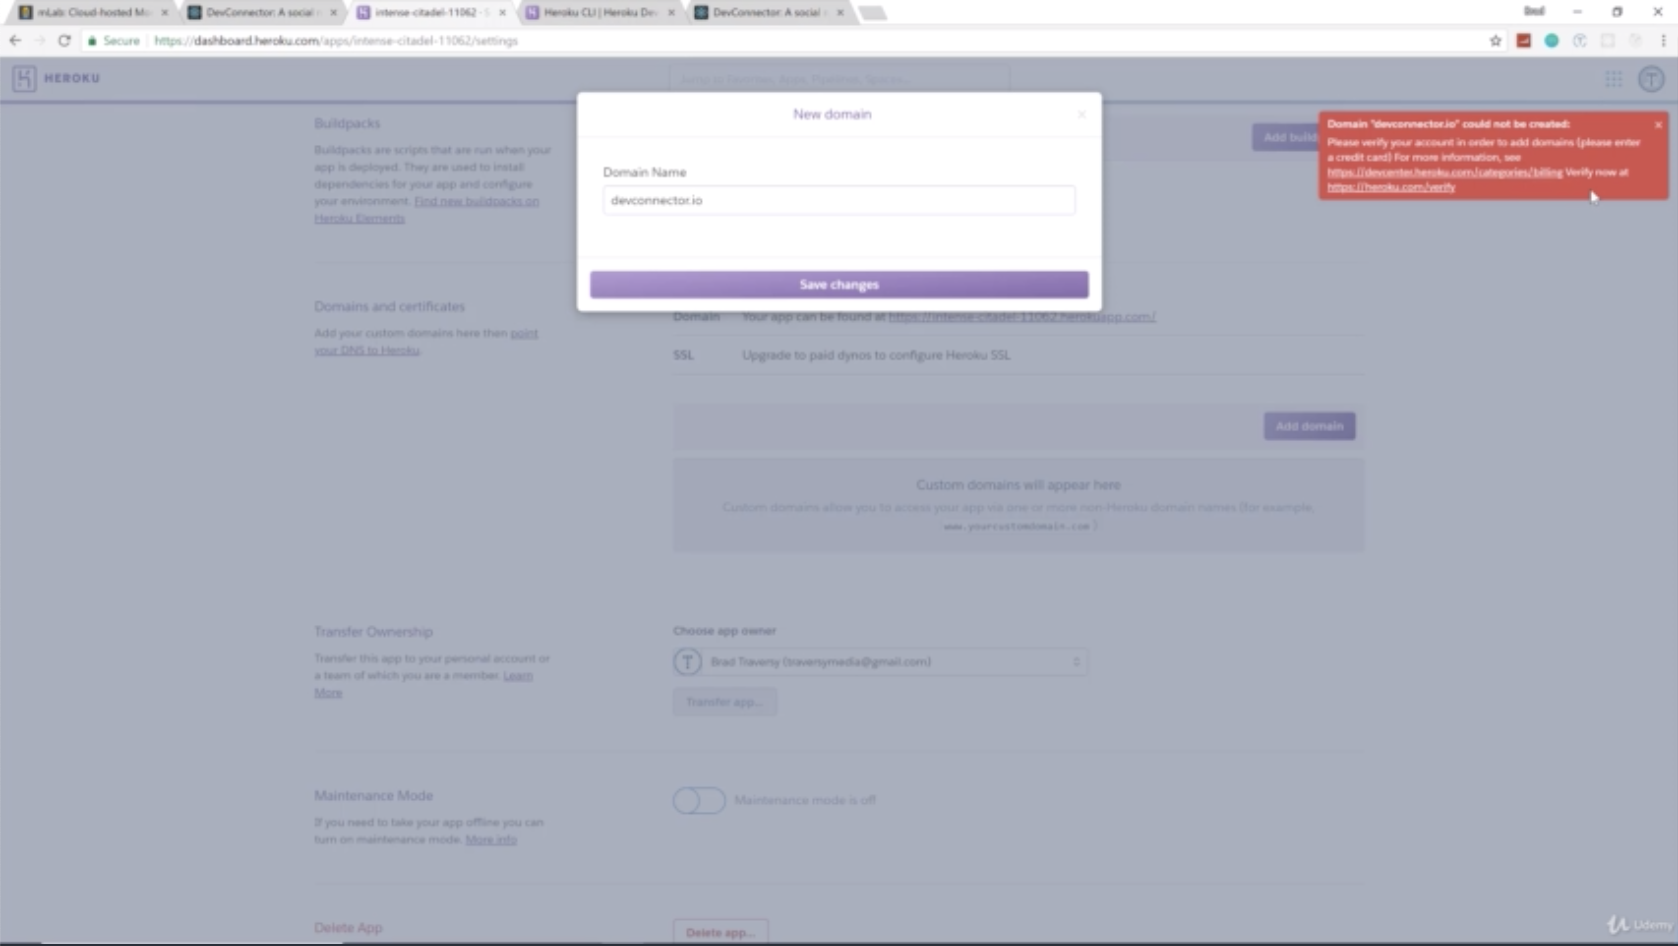 mLab: Cloud-hosted Mo
DevConnector: A social
intense-citadel-11062 · S
Heroku CLI | Heroku Dev
DevConnector: A social
Secure
https://dashboard.heroku.com/apps/intense-citadel-11062/settings
HEROKU
Jump to Favorites, Apps, Pipelines, Spaces...
New domain
Domain Name
devconnector.io
Save changes
Domain "devconnector.io" could not be created:
Please verify your account in order to add domains (please enter
a credit card) For more information, see
https://devcenter.heroku.com/categories/billing Verify now at
https://heroku.com/verify
Buildpacks
Add build
Buildpacks are scripts that are run when your
app is deployed. They are used to install
dependencies for your app and configure
your environment. Find new buildpacks on
Heroku Elements
Domains and certificates
Add your custom domains here then point
your DNS to Heroku.
Domain Your app can be found at https://intense-citadel-11062.herokuapp.com/
SSL Upgrade to paid dynos to configure Heroku SSL
Add domain
Custom domains will appear here
Custom domains allow you to access your app via one or more non-Heroku domain names (for example,
www.yourcustomdomain.com)
Transfer Ownership
Transfer this app to your personal account or
a team of which you are a member. Learn
More
Choose app owner
Brad Traversy (traversymedia@gmail.com)
Transfer app...
Maintenance Mode
If you need to take your app offline you can
turn on maintenance mode. More info
Maintenance mode is off
Delete App
Delete app...
Udemy